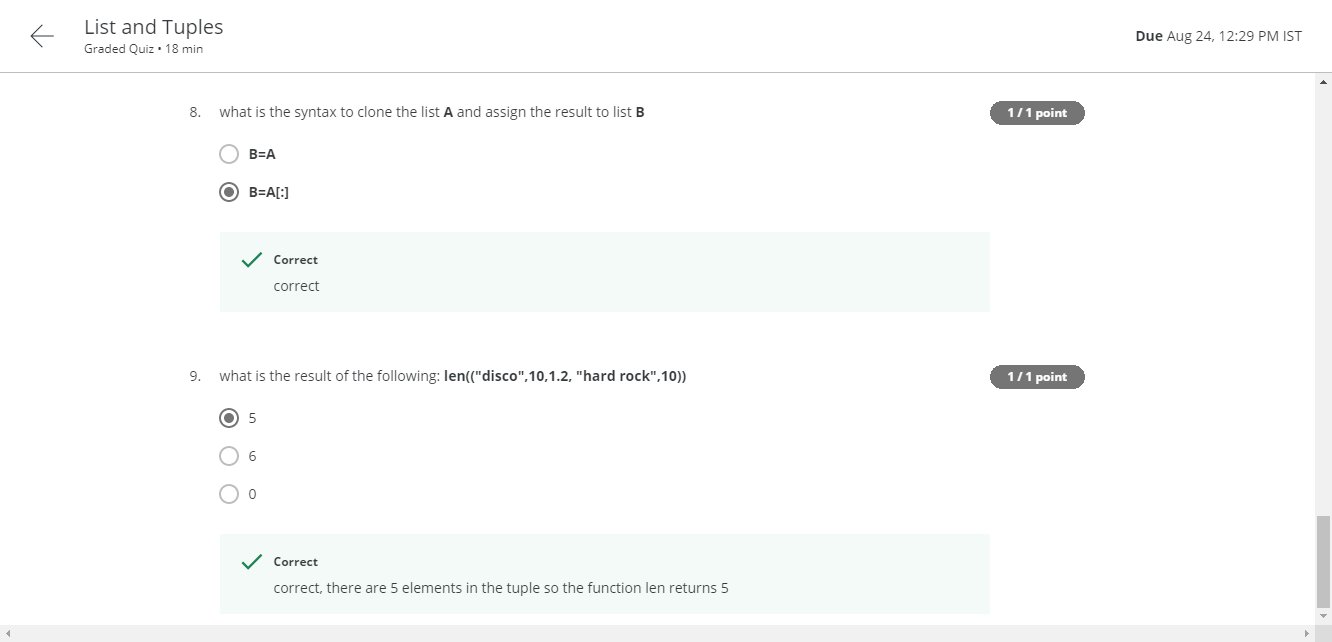 List and Tuples
Graded Quiz • 18 min
Due Aug 24, 12:29 PM IST
8. what is the syntax to clone the list A and assign the result to list B
1 / 1 point
B=A
B=A[:]
Correct
correct
9. what is the result of the following: len(("disco",10,1.2, "hard rock",10))
1 / 1 point
5
6
0
Correct
correct, there are 5 elements in the tuple so the function len returns 5